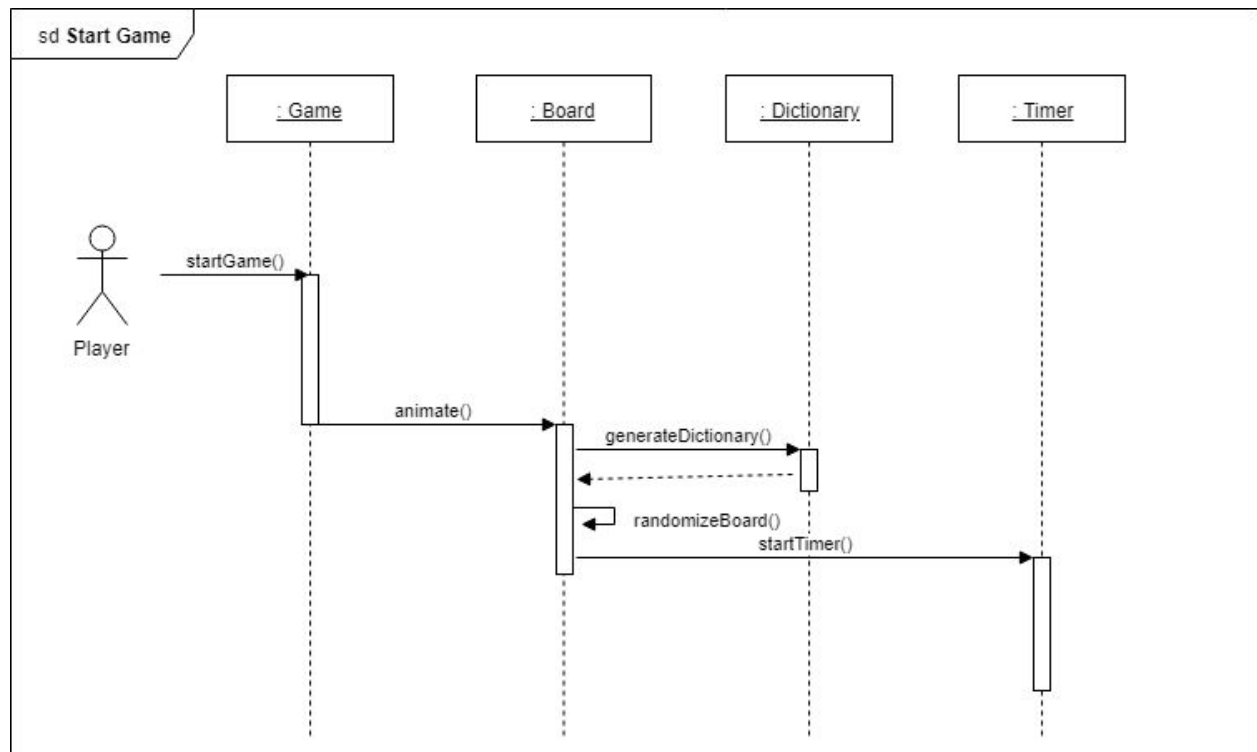 sd Start Game
: Game
: Board
: Dictionary
: Timer
startGame()
Player
animate()
generateDictionary()
randomizeBoard()
startTimer()